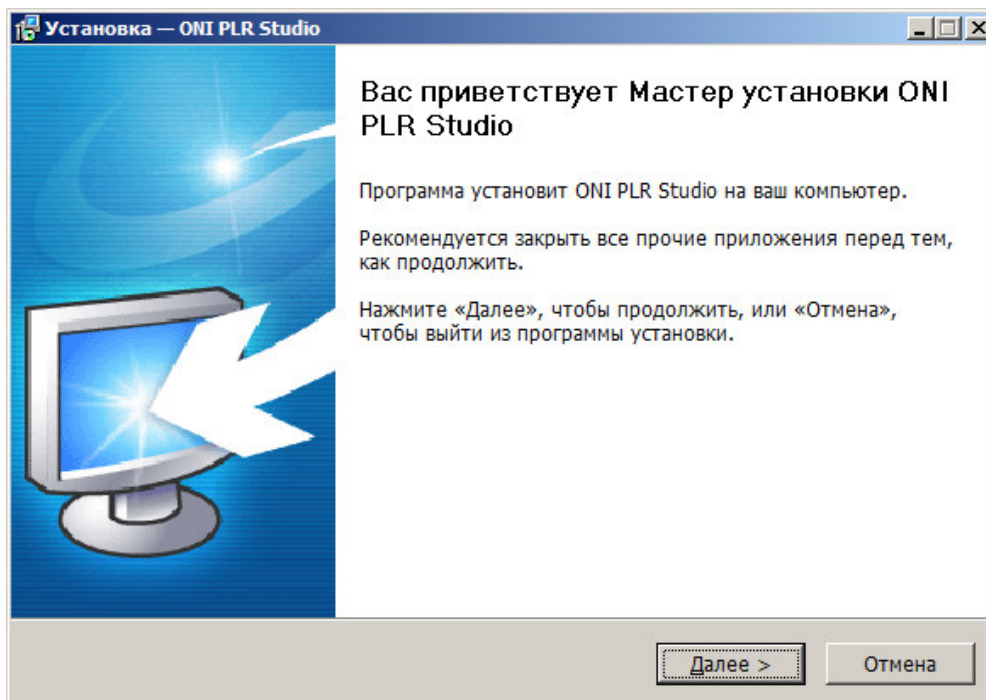 Установка — ONI PLR Studio
Вас приветствует Мастер установки ONI
PLR Studio
Программа установит ONI PLR Studio на ваш компьютер.
Рекомендуется закрыть все прочие приложения перед тем,
как продолжить.
Нажмите «Далее», чтобы продолжить, или «Отмена»,
чтобы выйти из программы установки.
Далее >
Отмена